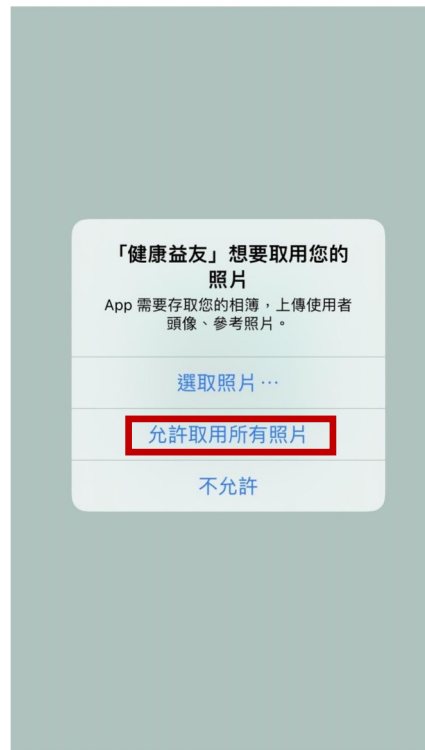 「健康益友」想要取用您的
照片
App 需要存取您的相簿，上傳使用者
頭像、參考照片。
選取照片⋯
允許取用所有照片
不允許